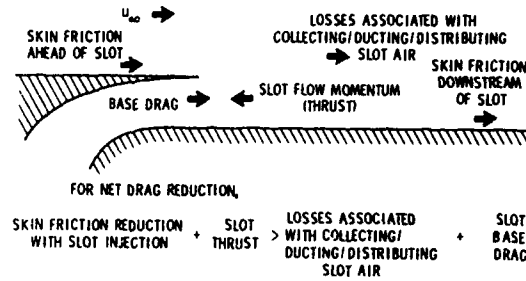 U∞
SKIN FRICTION
AHEAD OF SLOT
LOSSES ASSOCIATED WITH
COLLECTING/DUCTING/DISTRIBUTING
SLOT AIR
SKIN FRICTION
DOWNSTREAM
OF SLOT
BASE DRAG
SLOT FLOW MOMENTUM
(THRUST)
FOR NET DRAG REDUCTION,
SKIN FRICTION REDUCTION
WITH SLOT INJECTION
+
SLOT
THRUST
>
LOSSES ASSOCIATED
WITH COLLECTING/
DUCTING/DISTRIBUTING
SLOT AIR
+
SLOT
BASE
DRAG